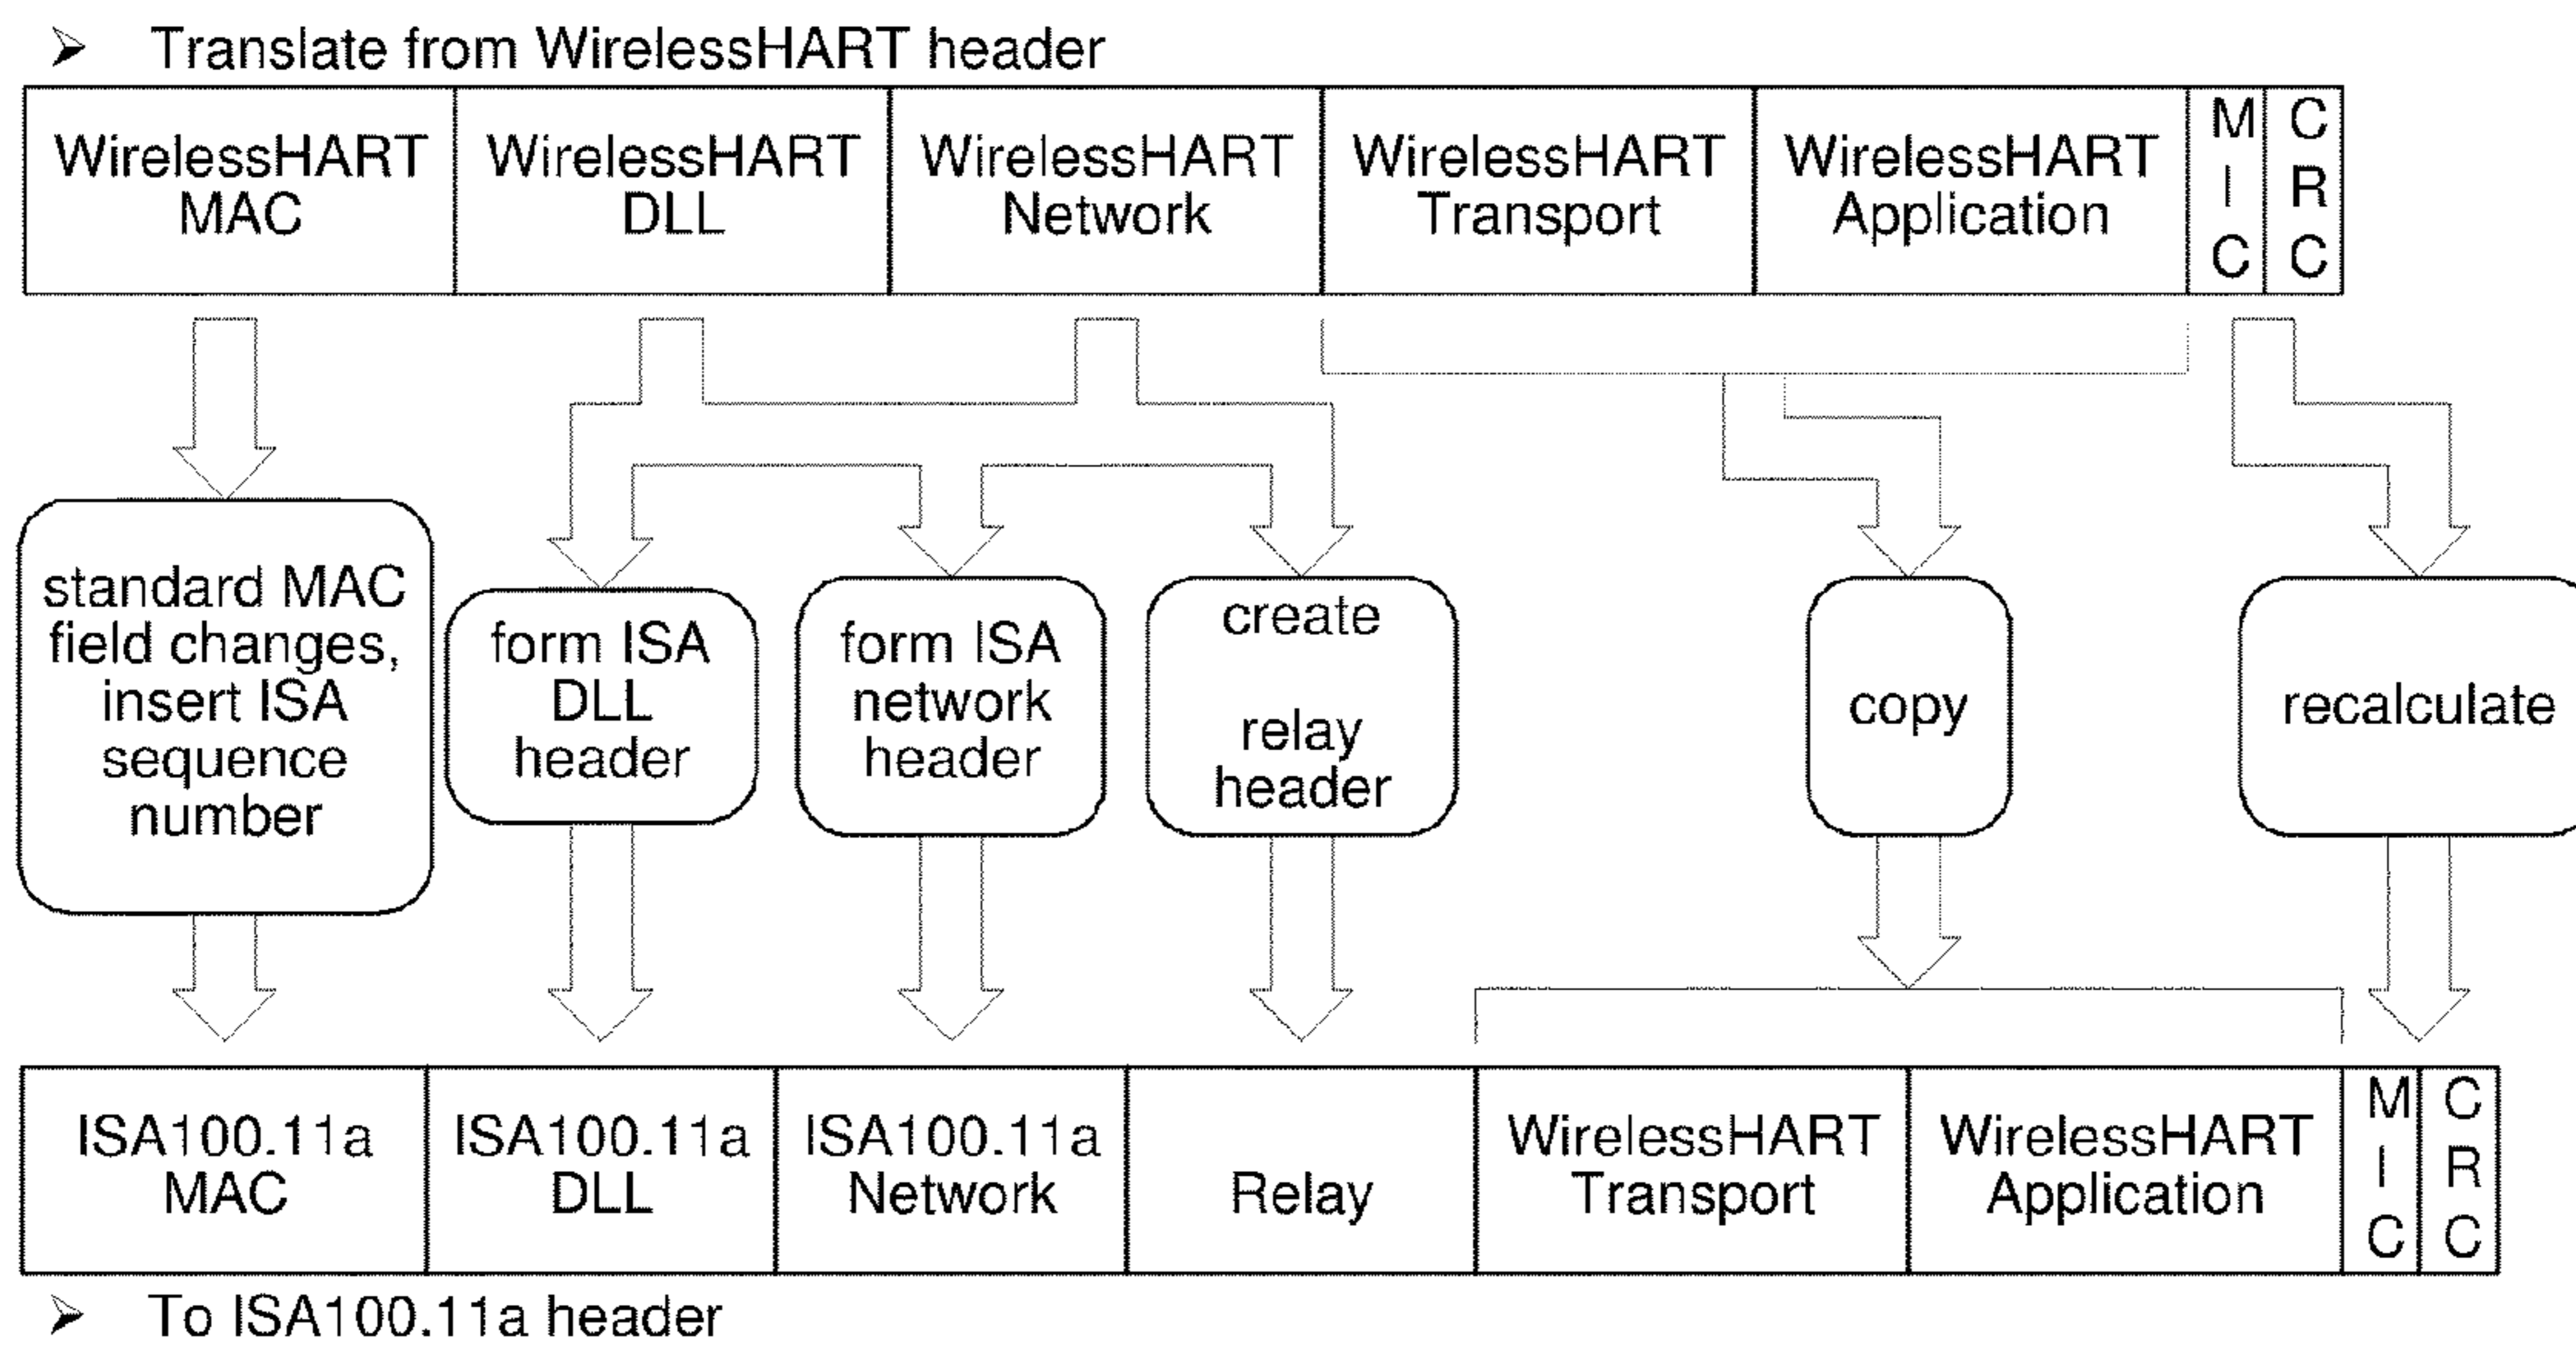 ➢ Translate from WirelessHART header
WirelessHART
MAC
WirelessHART
DLL
WirelessHART
Network
WirelessHART
Transport
WirelessHART
Application
M
I
C
C
R
C
standard MAC
field changes,
insert ISA
sequence
number
form ISA
DLL
header
form ISA
network
header
create
relay
header
copy
recalculate
ISA100.11a
MAC
ISA100.11a
DLL
ISA100.11a
Network
Relay
WirelessHART
Transport
WirelessHART
Application
M
I
C
C
R
C
➢ To ISA100.11a header